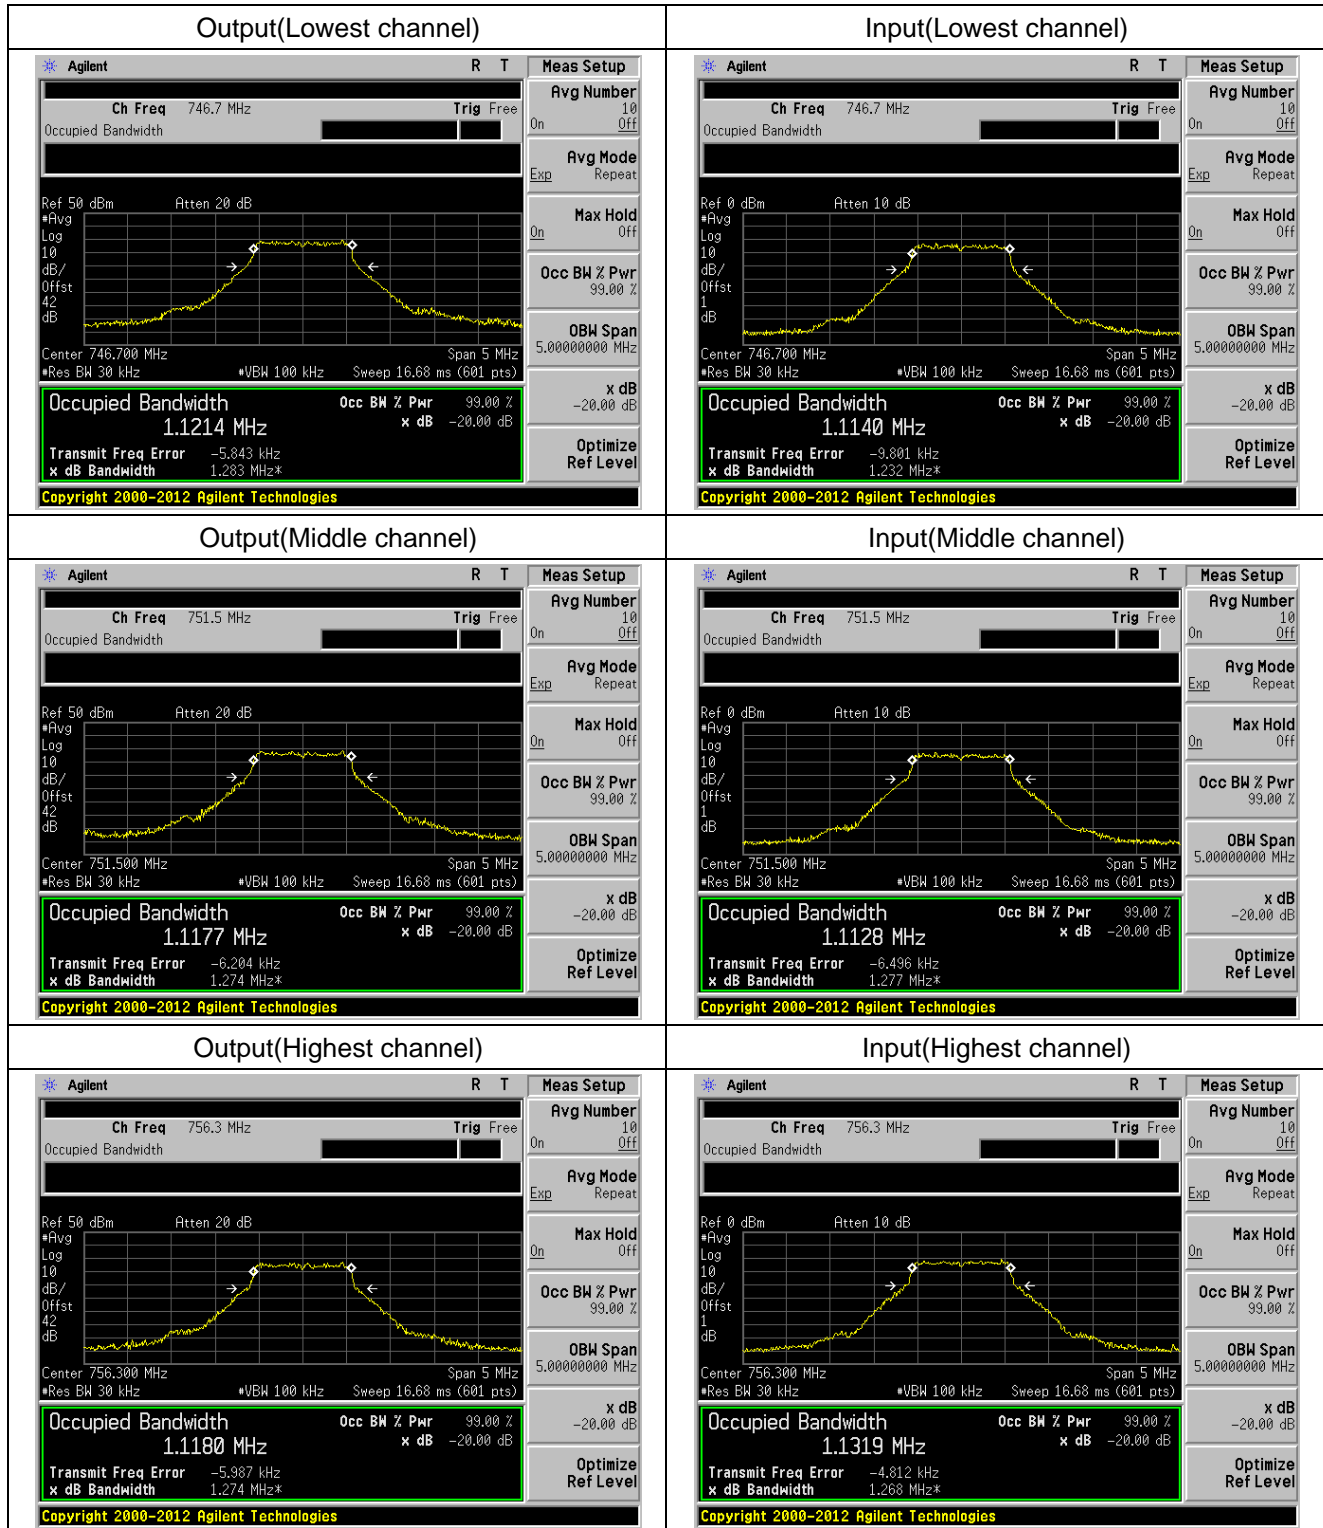 Output(Lowest channel)
Input(Lowest channel)
Agilent R T Meas Setup
Ch Freq 746.7 MHz Trig Free
Occupied Bandwidth
Avg Number
10
On Off
Avg Mode
Exp Repeat
Max Hold
On Off
Occ BW % Pwr
99.00 %
OBW Span
5.00000000 MHz
x dB
-20.00 dB
Optimize
Ref Level
Ref 50 dBm Atten 20 dB
#Avg
Log
10
dB/
Offst
42
dB
Center 746.700 MHz Span 5 MHz
#Res BW 30 kHz #VBW 100 kHz Sweep 16.68 ms (601 pts)
Occupied Bandwidth Occ BW % Pwr 99.00 %
1.1214 MHz x dB -20.00 dB
Transmit Freq Error -5.843 kHz
x dB Bandwidth 1.283 MHz*
Copyright 2000-2012 Agilent Technologies
Agilent R T Meas Setup
Ch Freq 746.7 MHz Trig Free
Occupied Bandwidth
Avg Number
10
On Off
Avg Mode
Exp Repeat
Max Hold
On Off
Occ BW % Pwr
99.00 %
OBW Span
5.00000000 MHz
x dB
-20.00 dB
Optimize
Ref Level
Ref 0 dBm Atten 10 dB
#Avg
Log
10
dB/
Offst
1
dB
Center 746.700 MHz Span 5 MHz
#Res BW 30 kHz #VBW 100 kHz Sweep 16.68 ms (601 pts)
Occupied Bandwidth Occ BW % Pwr 99.00 %
1.1140 MHz x dB -20.00 dB
Transmit Freq Error -9.801 kHz
x dB Bandwidth 1.232 MHz*
Copyright 2000-2012 Agilent Technologies
Output(Middle channel)
Input(Middle channel)
Agilent R T Meas Setup
Ch Freq 751.5 MHz Trig Free
Occupied Bandwidth
Avg Number
10
On Off
Avg Mode
Exp Repeat
Max Hold
On Off
Occ BW % Pwr
99.00 %
OBW Span
5.00000000 MHz
x dB
-20.00 dB
Optimize
Ref Level
Ref 50 dBm Atten 20 dB
#Avg
Log
10
dB/
Offst
42
dB
Center 751.500 MHz Span 5 MHz
#Res BW 30 kHz #VBW 100 kHz Sweep 16.68 ms (601 pts)
Occupied Bandwidth Occ BW % Pwr 99.00 %
1.1177 MHz x dB -20.00 dB
Transmit Freq Error -6.204 kHz
x dB Bandwidth 1.274 MHz*
Copyright 2000-2012 Agilent Technologies
Agilent R T Meas Setup
Ch Freq 751.5 MHz Trig Free
Occupied Bandwidth
Avg Number
10
On Off
Avg Mode
Exp Repeat
Max Hold
On Off
Occ BW % Pwr
99.00 %
OBW Span
5.00000000 MHz
x dB
-20.00 dB
Optimize
Ref Level
Ref 0 dBm Atten 10 dB
#Avg
Log
10
dB/
Offst
1
dB
Center 751.500 MHz Span 5 MHz
#Res BW 30 kHz #VBW 100 kHz Sweep 16.68 ms (601 pts)
Occupied Bandwidth Occ BW % Pwr 99.00 %
1.1128 MHz x dB -20.00 dB
Transmit Freq Error -6.496 kHz
x dB Bandwidth 1.277 MHz*
Copyright 2000-2012 Agilent Technologies
Output(Highest channel)
Input(Highest channel)
Agilent R T Meas Setup
Ch Freq 756.3 MHz Trig Free
Occupied Bandwidth
Avg Number
10
On Off
Avg Mode
Exp Repeat
Max Hold
On Off
Occ BW % Pwr
99.00 %
OBW Span
5.00000000 MHz
x dB
-20.00 dB
Optimize
Ref Level
Ref 50 dBm Atten 20 dB
#Avg
Log
10
dB/
Offst
42
dB
Center 756.300 MHz Span 5 MHz
#Res BW 30 kHz #VBW 100 kHz Sweep 16.68 ms (601 pts)
Occupied Bandwidth Occ BW % Pwr 99.00 %
1.1180 MHz x dB -20.00 dB
Transmit Freq Error -5.987 kHz
x dB Bandwidth 1.274 MHz*
Copyright 2000-2012 Agilent Technologies
Agilent R T Meas Setup
Ch Freq 756.3 MHz Trig Free
Occupied Bandwidth
Avg Number
10
On Off
Avg Mode
Exp Repeat
Max Hold
On Off
Occ BW % Pwr
99.00 %
OBW Span
5.00000000 MHz
x dB
-20.00 dB
Optimize
Ref Level
Ref 0 dBm Atten 10 dB
#Avg
Log
10
dB/
Offst
1
dB
Center 756.300 MHz Span 5 MHz
#Res BW 30 kHz #VBW 100 kHz Sweep 16.68 ms (601 pts)
Occupied Bandwidth Occ BW % Pwr 99.00 %
1.1319 MHz x dB -20.00 dB
Transmit Freq Error -4.812 kHz
x dB Bandwidth 1.268 MHz*
Copyright 2000-2012 Agilent Technologies